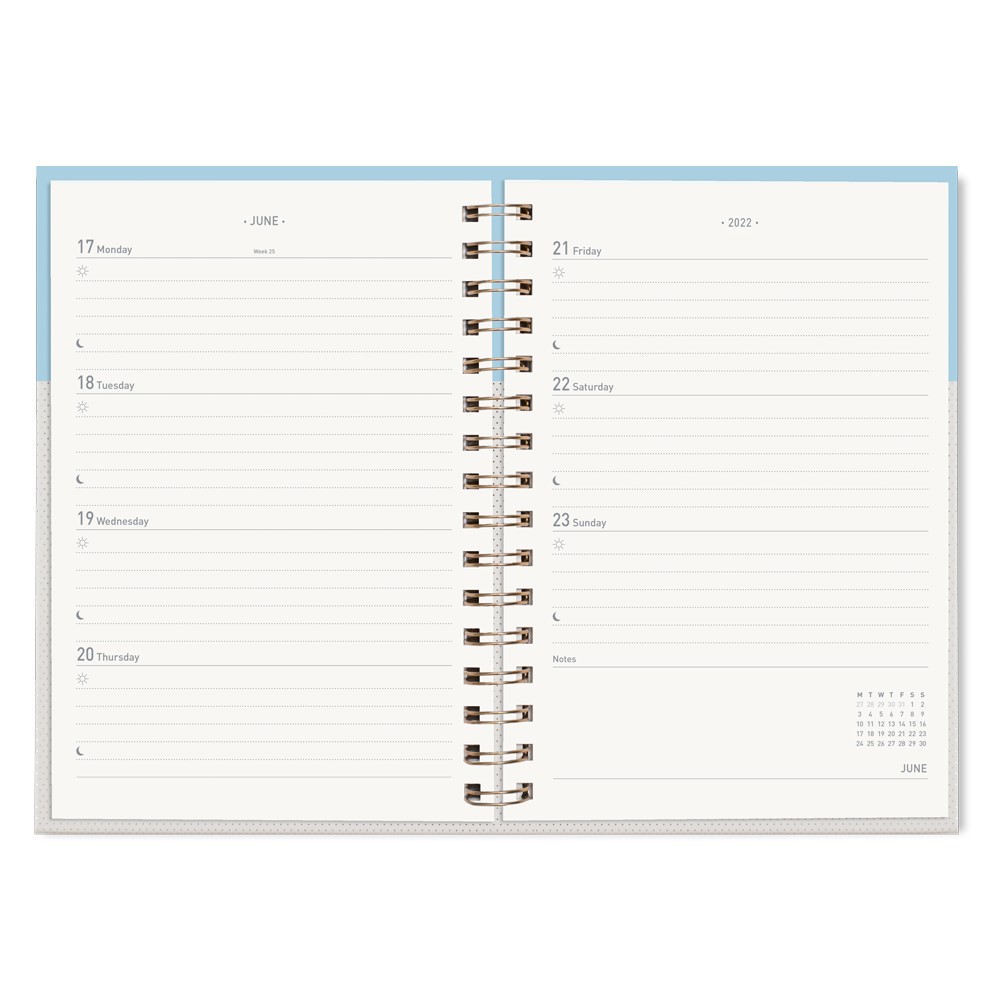 · JUNE ·
17 Monday
Week 25
18 Tuesday
19 Wednesday
20 Thursday
· 2022 ·
21 Friday
22 Saturday
23 Sunday
Notes
M T W T F S S
27 28 29 30 31 1 2
3 4 5 6 7 8 9
10 11 12 13 14 15 16
17 18 19 20 21 22 23
24 25 26 27 28 29 30
JUNE